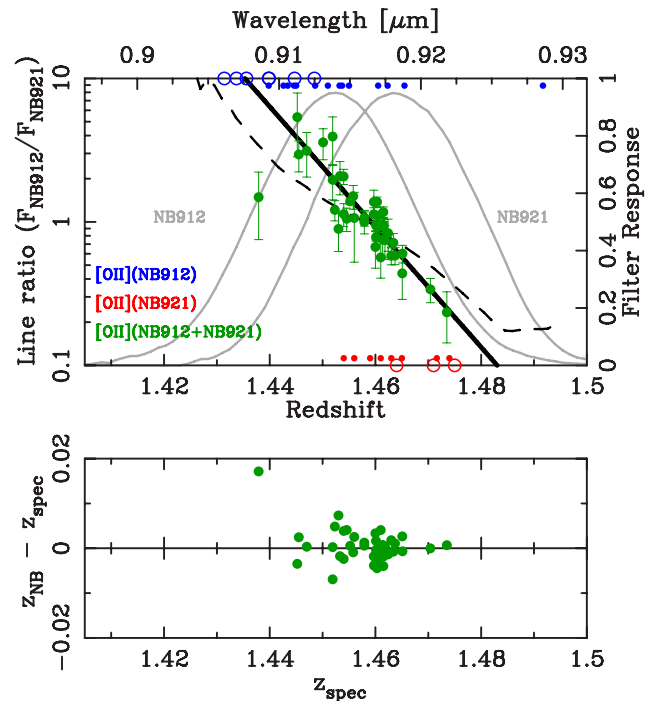 Wavelength [μm]
0.9 0.91 0.92 0.93
Line ratio (F_NB912/F_NB921)
10
1
0.1
NB912
NB921
[OII](NB912)
[OII](NB921)
[OII](NB912+NB921)
1
0.8
0.6
0.4
0.2
0
Filter Response
1.42 1.44 1.46 1.48 1.5
Redshift
z_NB − z_spec
0.02
0
−0.02
1.42 1.44 1.46 1.48 1.5
z_spec